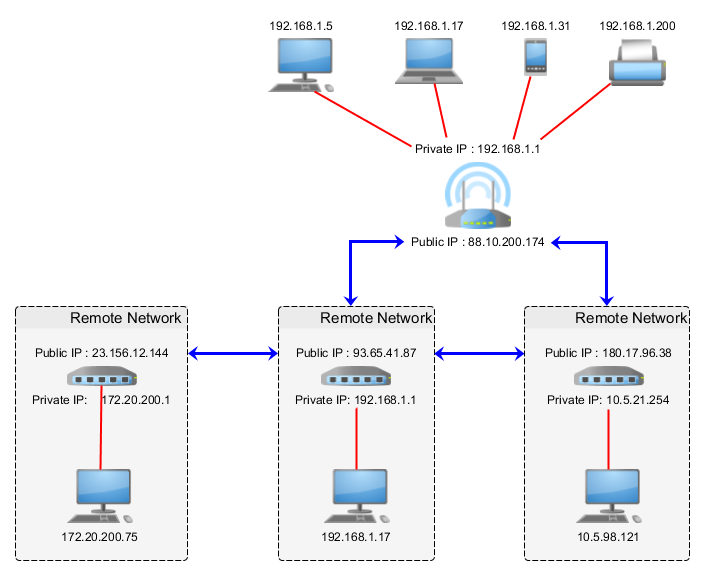 192.168.1.5
192.168.1.17
192.168.1.31
192.168.1.200
Private IP : 192.168.1.1
Public IP : 88.10.200.174
Remote Network
Public IP : 23.156.12.144
Private IP: 172.20.200.1
172.20.200.75
Remote Network
Public IP : 93.65.41.87
Private IP: 192.168.1.1
192.168.1.17
Remote Network
Public IP : 180.17.96.38
Private IP: 10.5.21.254
10.5.98.121